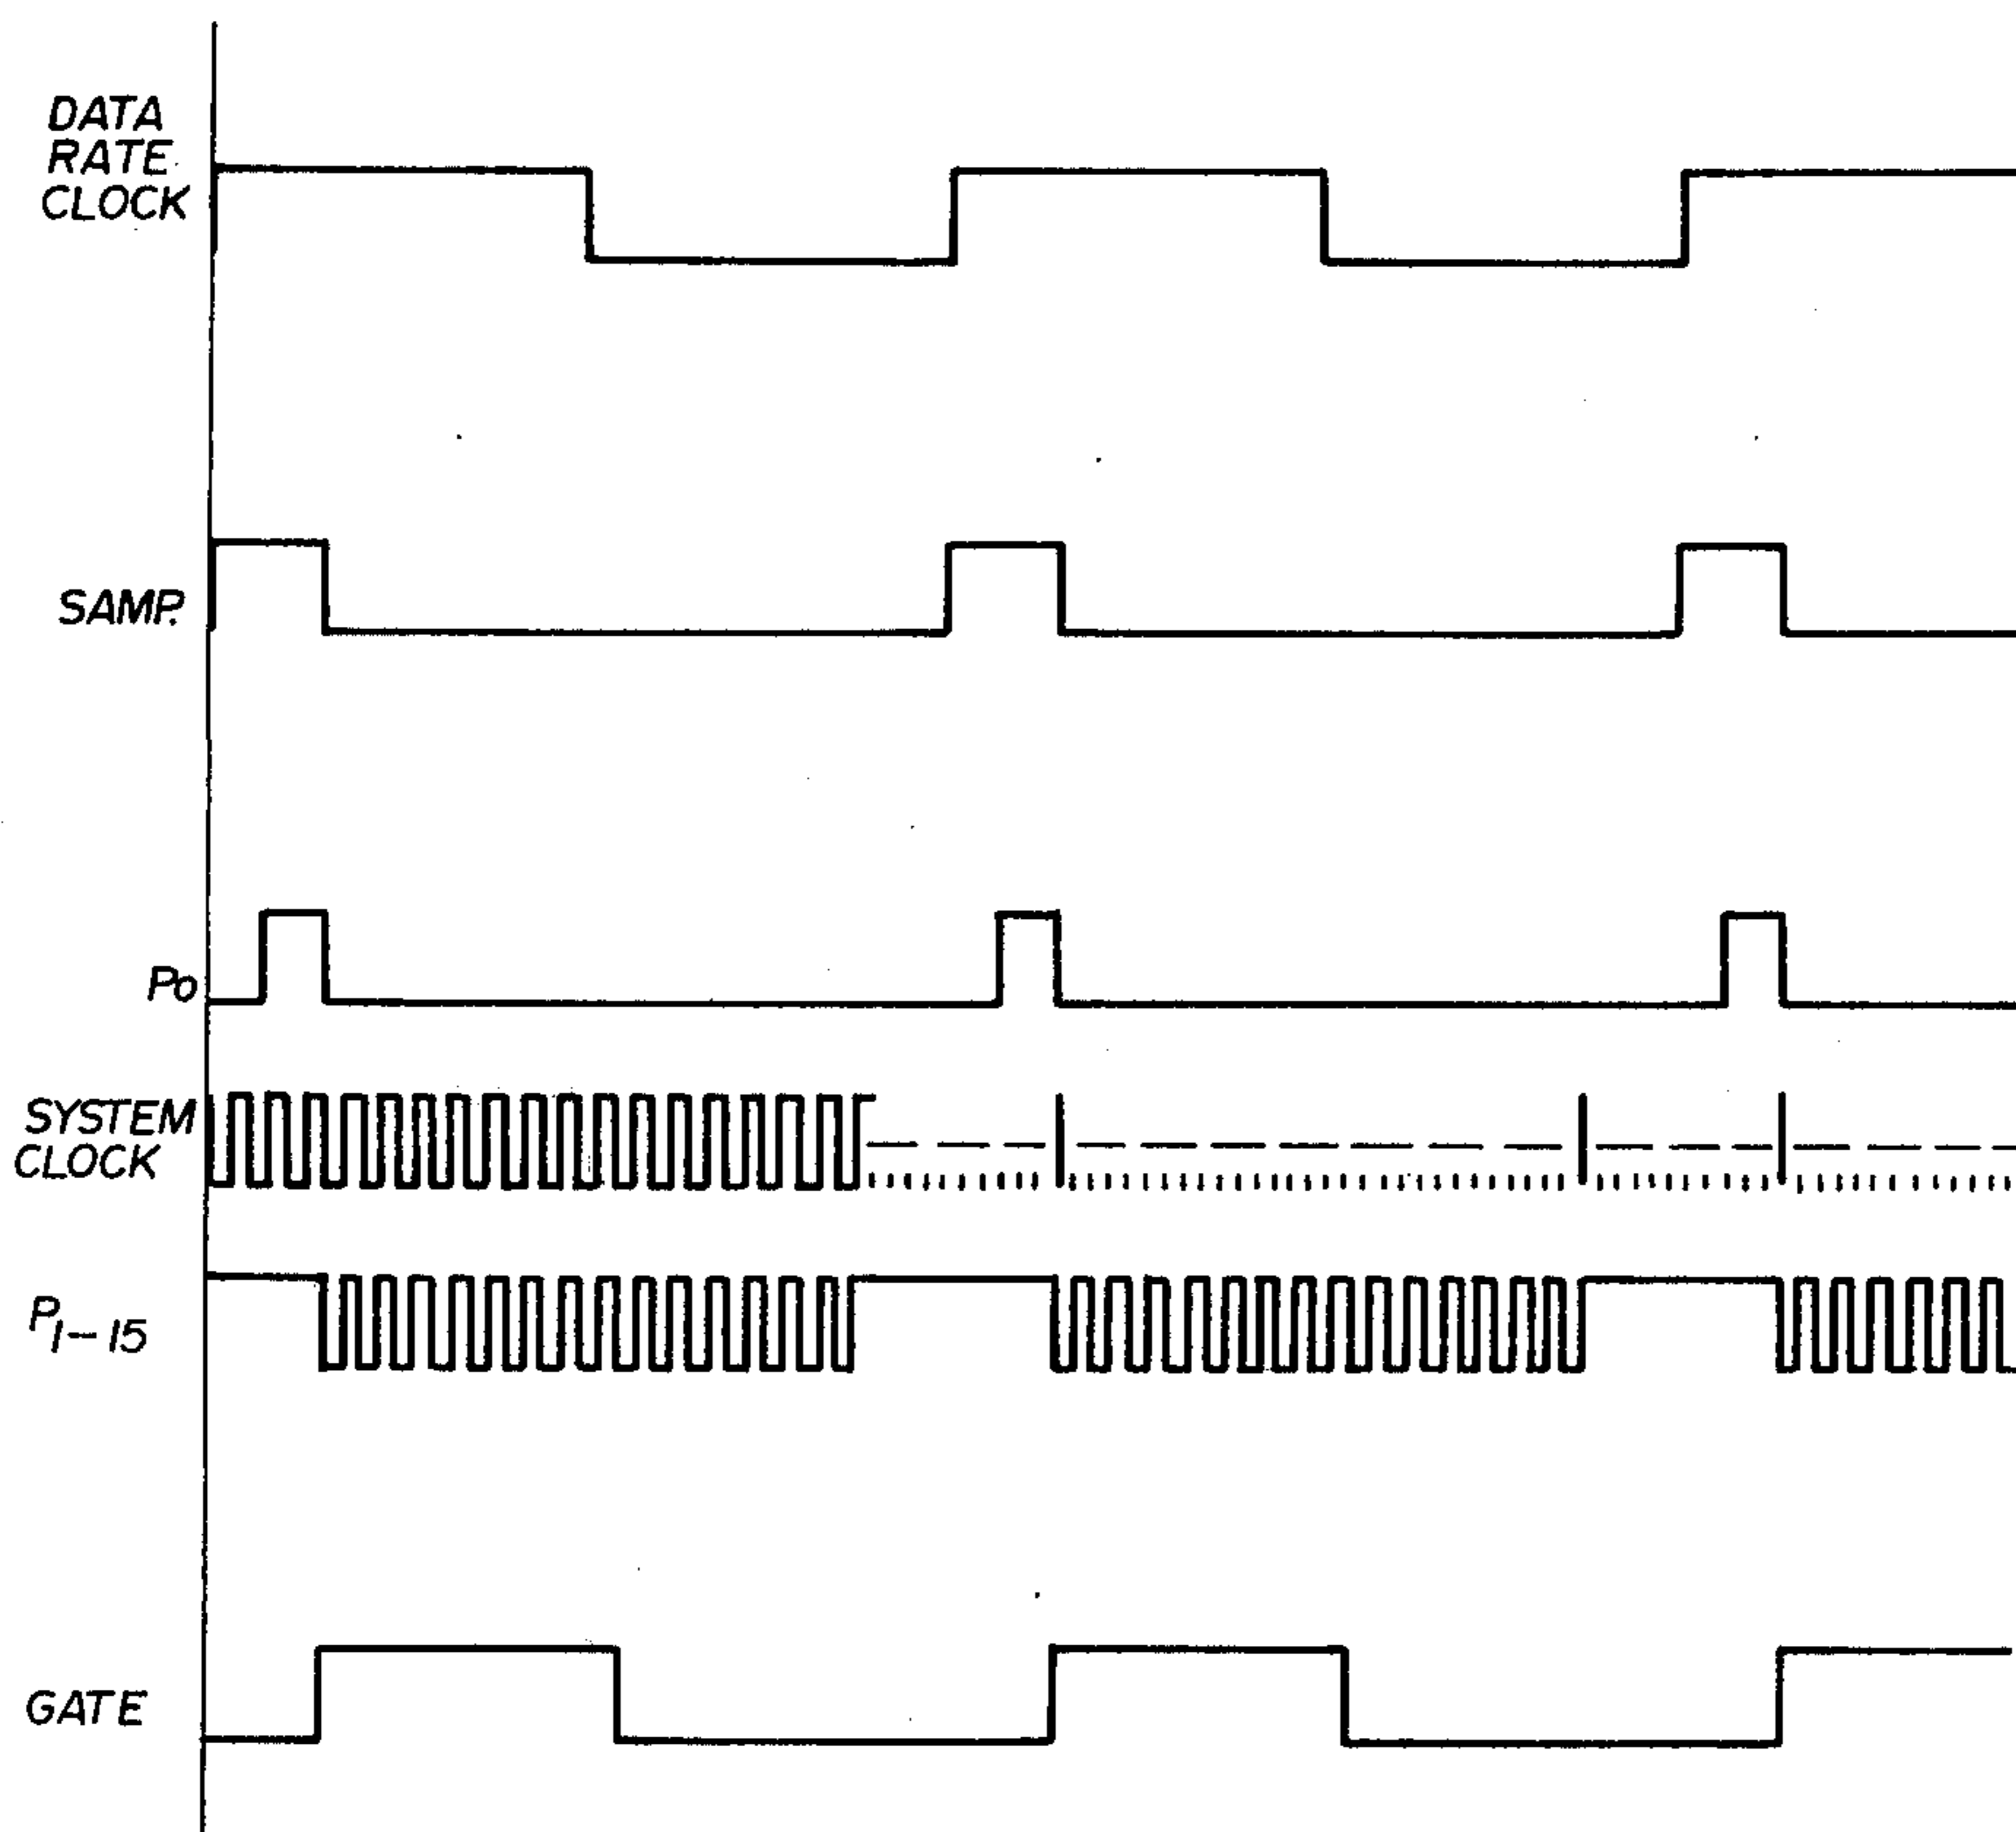 DATA
RATE
CLOCK
SAMP.
Po
SYSTEM
CLOCK
P1-15
GATE